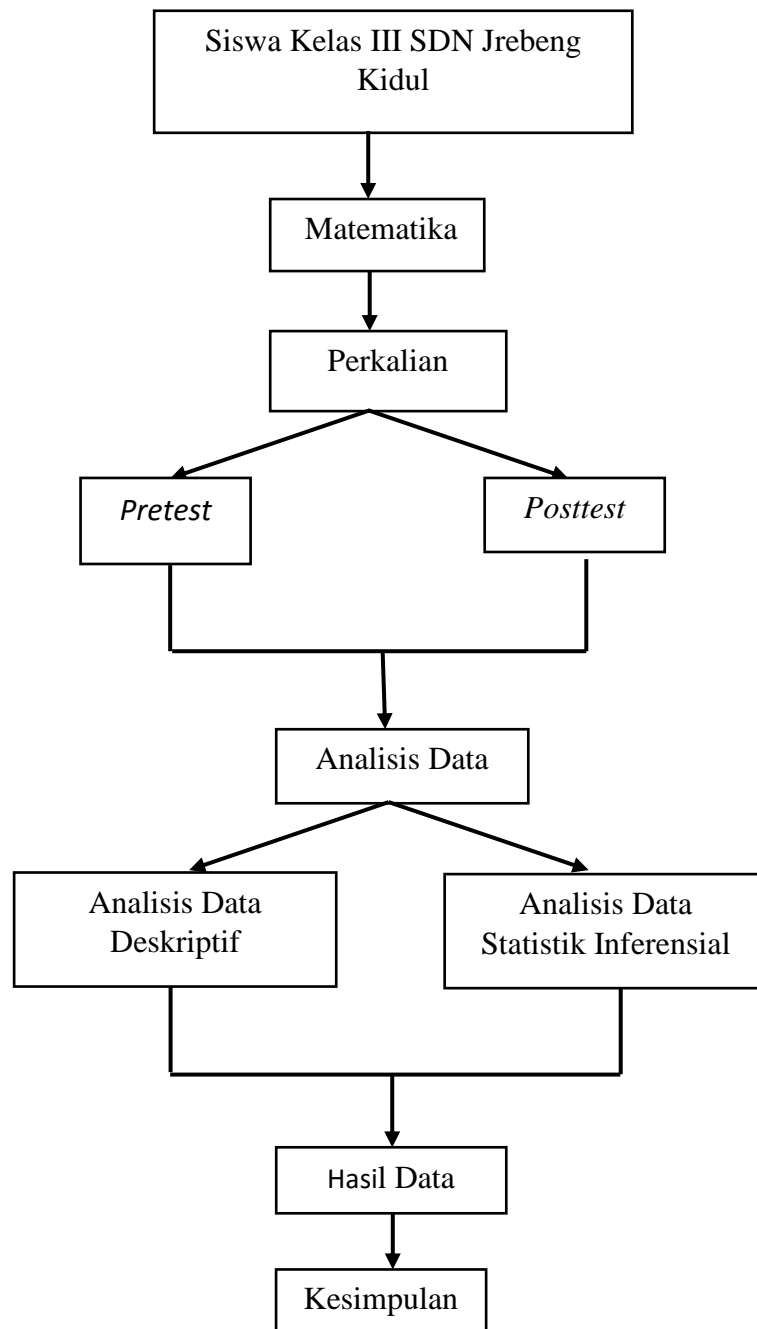 Siswa Kelas III SDN Jrebeng
Kidul
Matematika
Perkalian
Pretest
Posttest
Analisis Data
Analisis Data
Deskriptif
Analisis Data
Statistik Inferensial
Hasil Data
Kesimpulan